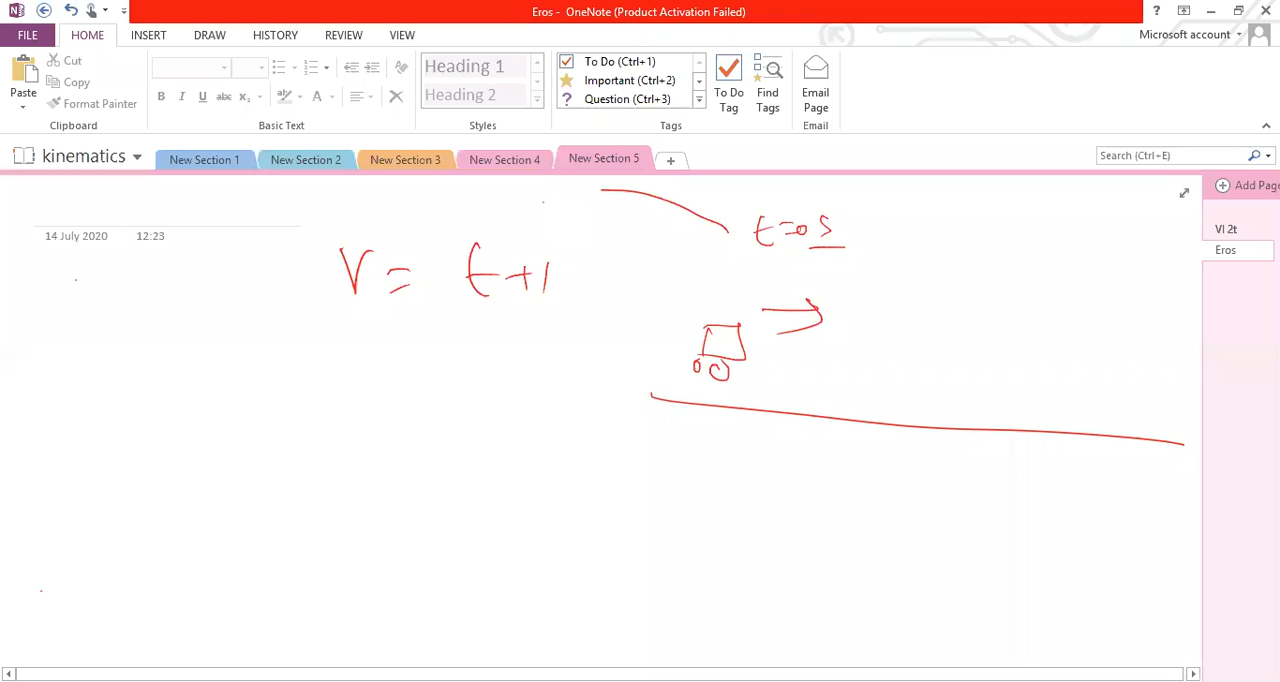 Eros - OneNote (Product Activation Failed)
?
FILE HOME INSERT DRAW HISTORY REVIEW VIEW
Microsoft account
Paste
Cut
Copy
Format Painter
Clipboard
B I U abc x₂ A
Basic Text
Heading 1
Heading 2
Styles
To Do (Ctrl+1)
Important (Ctrl+2)
? Question (Ctrl+3)
To Do Tag
Find Tags
Tags
Email Page
Email
kinematics
New Section 1 New Section 2 New Section 3 New Section 4 New Section 5 +
Search (Ctrl+E)
Add Page
VI 2t
Eros
14 July 2020 12:23
t=0 s
V = t+1